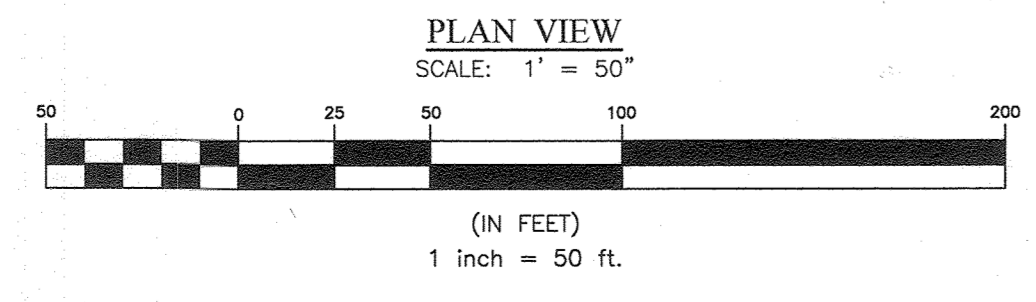 PLAN VIEW
SCALE: 1' = 50"
50 0 25 50 100 200
(IN FEET)
1 inch = 50 ft.